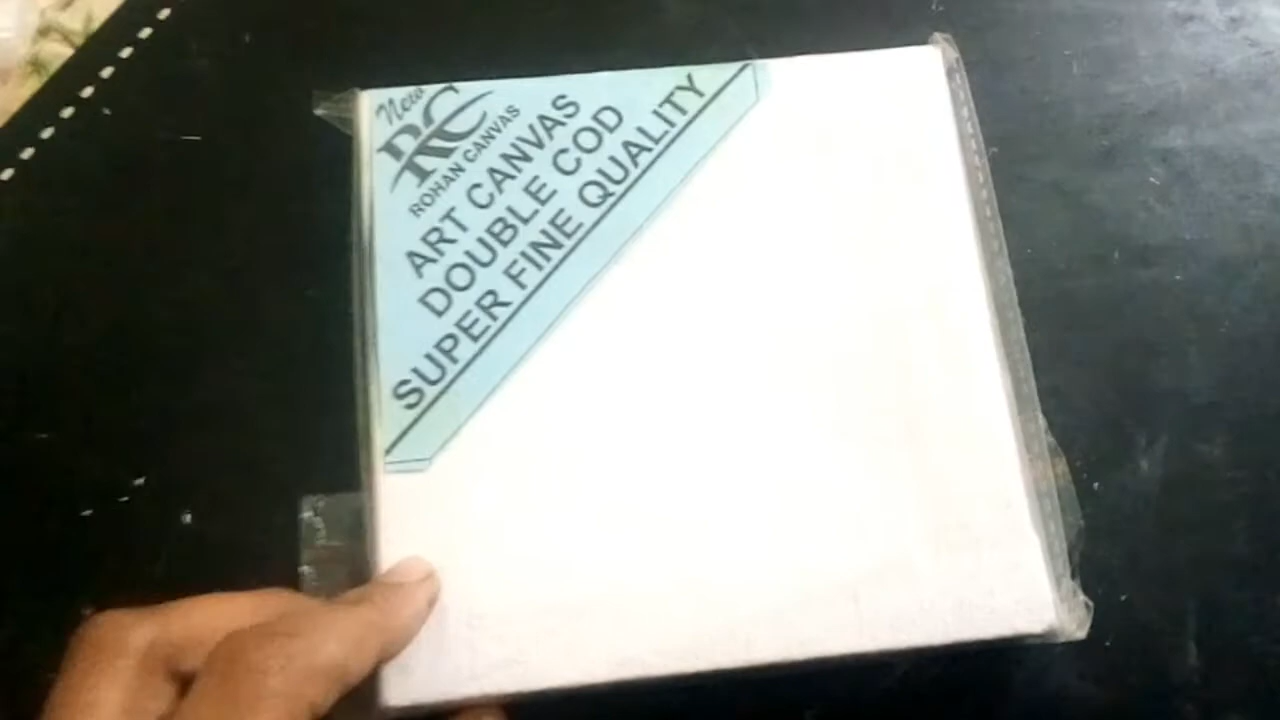 New
RC
ROHAN CANVAS
ART CANVAS
DOUBLE COD
SUPER FINE QUALITY